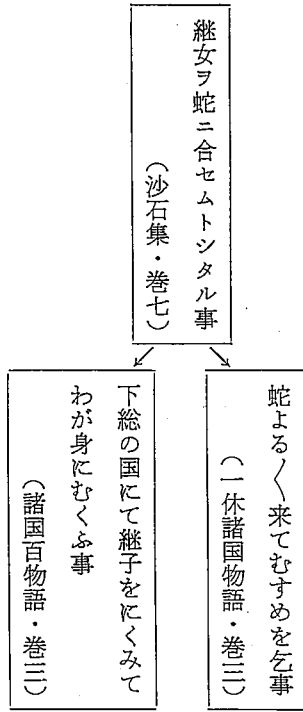 継女ヲ蛇ニ合セムトシタル事
（沙石集・巻七）
蛇よる〱来てむすめを乞事
（一休諸国物語・巻三）
下総の国にて継子をにくみて
わが身にむくふ事
（諸国百物語・巻三）